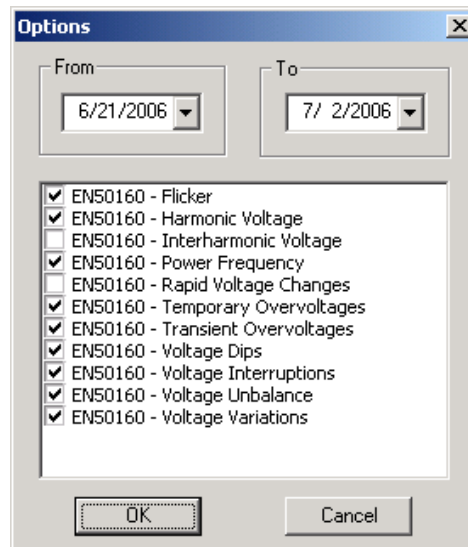 Options
From
To
6/21/2006
7/ 2/2006
EN50160 - Flicker
EN50160 - Harmonic Voltage
EN50160 - Interharmonic Voltage
EN50160 - Power Frequency
EN50160 - Rapid Voltage Changes
EN50160 - Temporary Overvoltages
EN50160 - Transient Overvoltages
EN50160 - Voltage Dips
EN50160 - Voltage Interruptions
EN50160 - Voltage Unbalance
EN50160 - Voltage Variations
OK
Cancel